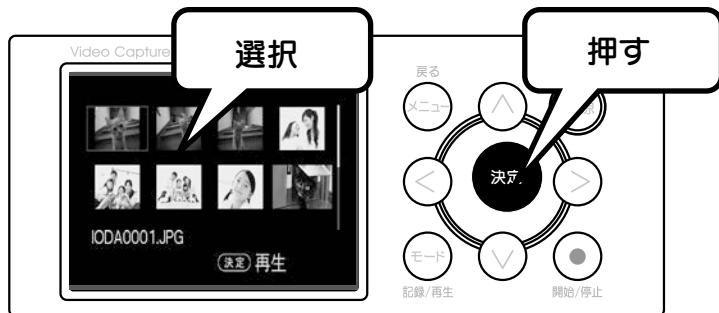 Video Capture
選択
押す
戻る
メニュー
決定
モード
記録/再生
開始/停止
IODA0001.JPG
決定 再生